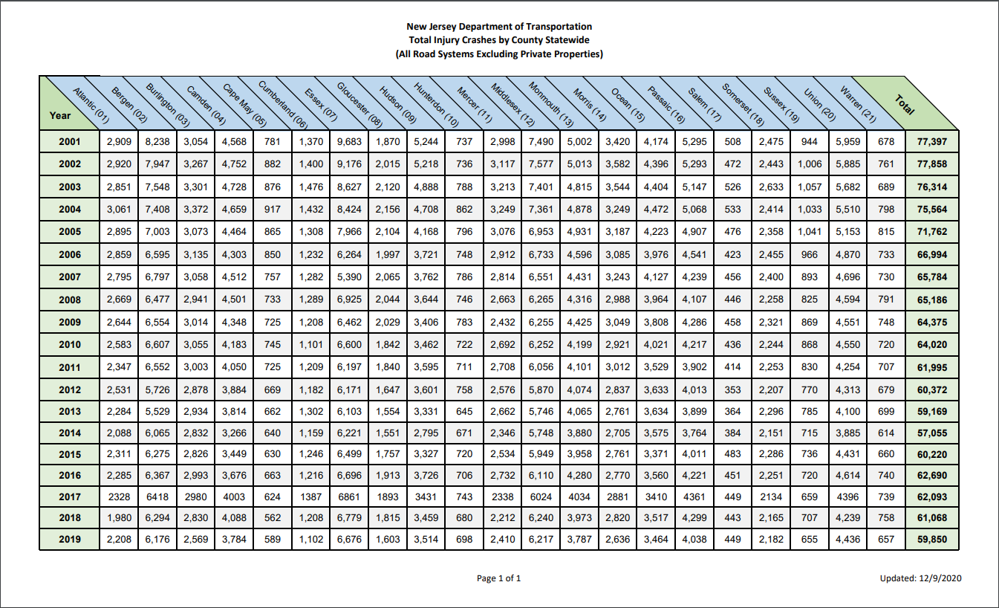 New Jersey Department of Transportation
Total Injury Crashes by County Statewide
(All Road Systems Excluding Private Properties)
Year Atlantic (01) Bergen (02) Burlington (03) Camden (04) Cape May (05) Cumberland (06) Essex (07) Gloucester (08) Hudson (09) Hunterdon (10) Mercer (11) Middlesex (12) Monmouth (13) Morris (14) Ocean (15) Passaic (16) Salem (17) Somerset (18) Sussex (19) Union (20) Warren (21) Total
2001 2,909 8,238 3,054 4,568 781 1,370 9,683 1,870 5,244 737 2,998 7,490 5,002 3,420 4,174 5,295 508 2,475 944 5,959 678 77,397
2002 2,920 7,947 3,267 4,752 882 1,400 9,176 2,015 5,218 736 3,117 7,577 5,013 3,582 4,396 5,293 472 2,443 1,006 5,885 761 77,858
2003 2,851 7,548 3,301 4,728 876 1,476 8,627 2,120 4,888 788 3,213 7,401 4,815 3,544 4,404 5,147 526 2,633 1,057 5,682 689 76,314
2004 3,061 7,408 3,372 4,659 917 1,432 8,424 2,156 4,708 862 3,249 7,361 4,878 3,249 4,472 5,068 533 2,414 1,033 5,510 798 75,564
2005 2,895 7,003 3,073 4,464 865 1,308 7,966 2,104 4,168 796 3,076 6,953 4,931 3,187 4,223 4,907 476 2,358 1,041 5,153 815 71,762
2006 2,859 6,595 3,135 4,303 850 1,232 6,264 1,997 3,721 748 2,912 6,733 4,596 3,085 3,976 4,541 423 2,455 966 4,870 733 66,994
2007 2,795 6,797 3,058 4,512 757 1,282 5,390 2,065 3,762 786 2,814 6,551 4,431 3,243 4,127 4,239 456 2,400 893 4,696 730 65,784
2008 2,669 6,477 2,941 4,501 733 1,289 6,925 2,044 3,644 746 2,663 6,265 4,316 2,988 3,964 4,107 446 2,258 825 4,594 791 65,186
2009 2,644 6,554 3,014 4,348 725 1,208 6,462 2,029 3,406 783 2,432 6,255 4,425 3,049 3,808 4,286 458 2,321 869 4,551 748 64,375
2010 2,583 6,607 3,055 4,183 745 1,101 6,600 1,842 3,462 722 2,692 6,252 4,199 2,921 4,021 4,217 436 2,244 868 4,550 720 64,020
2011 2,347 6,552 3,003 4,050 725 1,209 6,197 1,840 3,595 711 2,708 6,056 4,101 3,012 3,529 3,902 414 2,253 830 4,254 707 61,995
2012 2,531 5,726 2,878 3,884 669 1,182 6,171 1,647 3,601 758 2,576 5,870 4,074 2,837 3,633 4,013 353 2,207 770 4,313 679 60,372
2013 2,284 5,529 2,934 3,814 662 1,302 6,103 1,554 3,331 645 2,662 5,746 4,065 2,761 3,634 3,899 364 2,296 785 4,100 699 59,169
2014 2,088 6,065 2,832 3,266 640 1,159 6,221 1,551 2,795 671 2,346 5,748 3,880 2,705 3,575 3,764 384 2,151 715 3,885 614 57,055
2015 2,311 6,275 2,826 3,449 630 1,246 6,499 1,757 3,327 720 2,534 5,949 3,958 2,761 3,371 4,011 483 2,286 736 4,431 660 60,220
2016 2,285 6,367 2,993 3,676 663 1,216 6,696 1,913 3,726 706 2,732 6,110 4,280 2,770 3,560 4,221 451 2,251 720 4,614 740 62,690
2017 2328 6418 2980 4003 624 1387 6861 1893 3431 743 2338 6024 4034 2881 3410 4361 449 2134 659 4396 739 62,093
2018 1,980 6,294 2,830 4,088 562 1,208 6,779 1,815 3,459 680 2,212 6,240 3,973 2,820 3,517 4,299 443 2,165 707 4,239 758 61,068
2019 2,208 6,176 2,569 3,784 589 1,102 6,676 1,603 3,514 698 2,410 6,217 3,787 2,636 3,464 4,038 449 2,182 655 4,436 657 59,850
Page 1 of 1 Updated: 12/9/2020